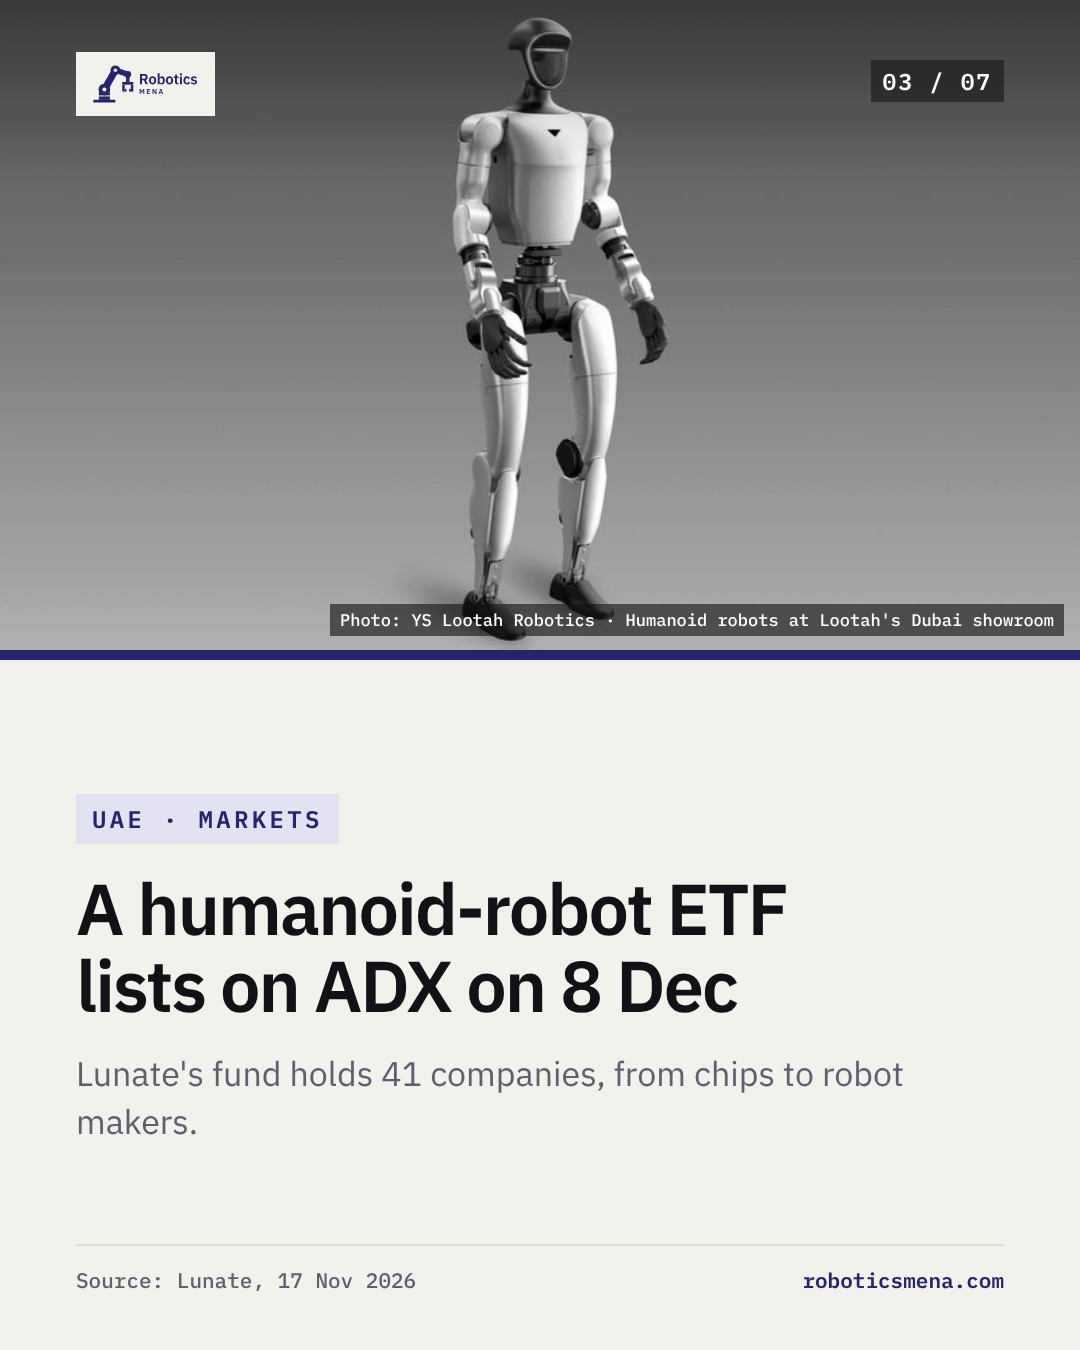 Robotics
MENA
03 / 07
Photo: YS Lootah Robotics · Humanoid robots at Lootah's Dubai showroom
UAE · MARKETS
A humanoid-robot ETF
lists on ADX on 8 Dec
Lunate's fund holds 41 companies, from chips to robot
makers.
Source: Lunate, 17 Nov 2026
roboticsmena.com